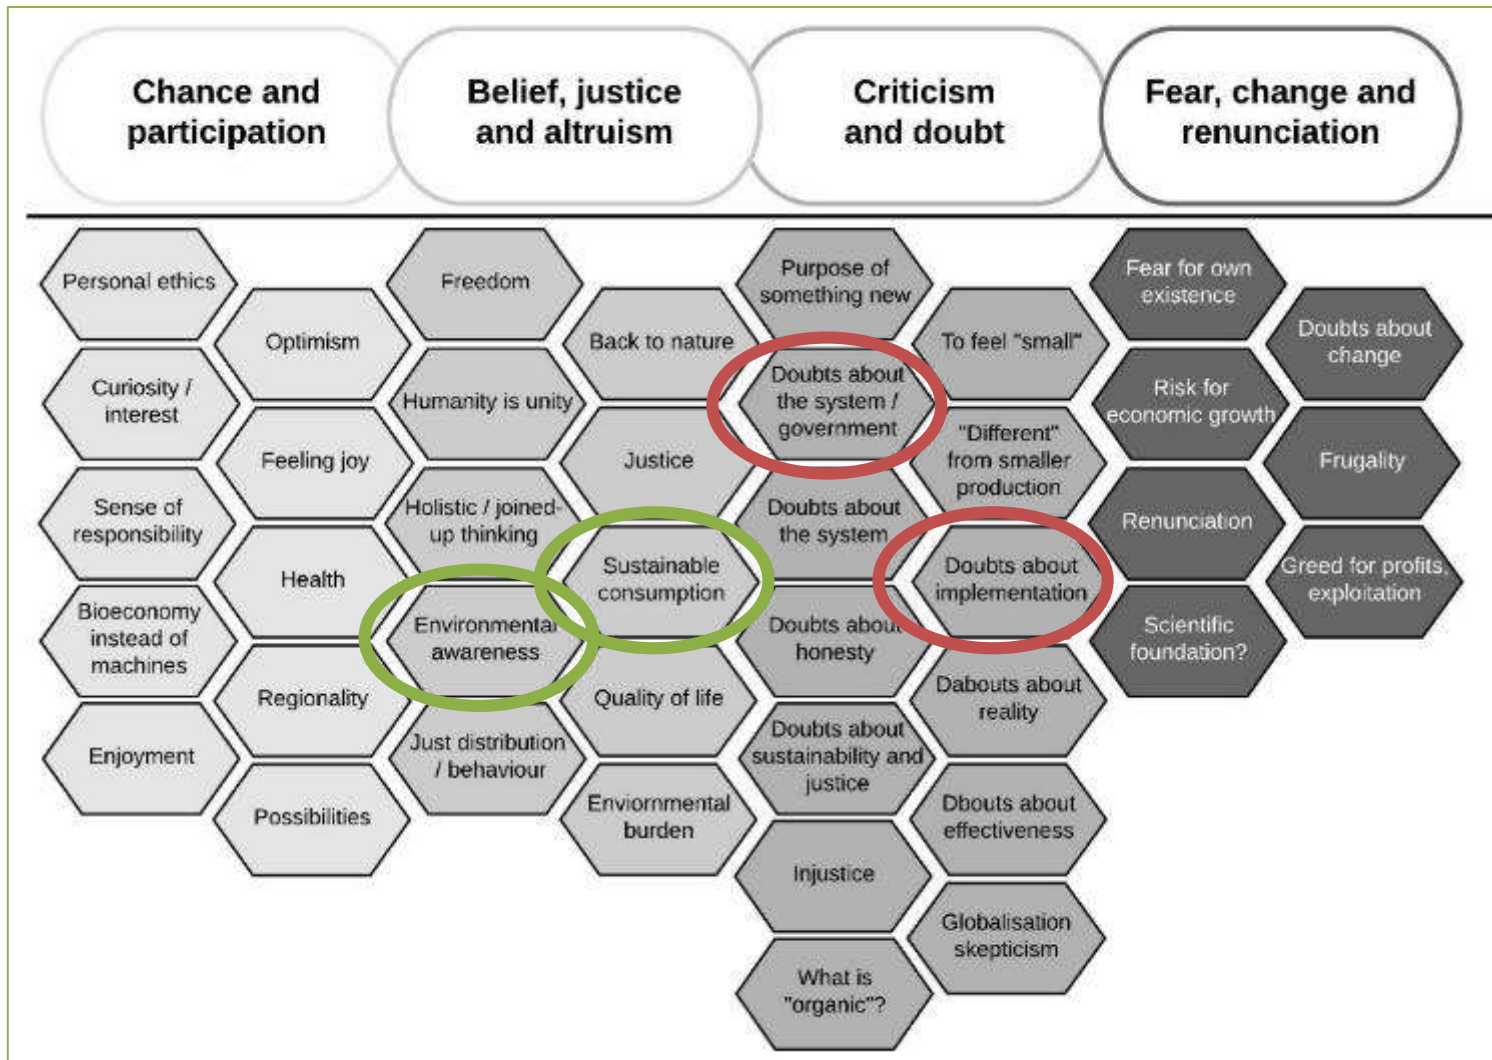 Chance and
participation
Belief, justice
and altruism
Criticism
and doubt
Fear, change and
renunciation
Personal ethics
Curiosity /
interest
Sense of
responsibility
Bioeconomy
instead of
machines
Enjoyment
Optimism
Feeling joy
Health
Regionality
Possibilities
Freedom
Humanity is unity
Holistic / joined-
up thinking
Environmental
awareness
Just distribution
/ behaviour
Back to nature
Justice
Sustainable
consumption
Quality of life
Enviornmental
burden
Purpose of
something new
Doubts about
the system /
government
Doubts about
the system
Doubts about
honesty
Doubts about
sustainability and
justice
Injustice
What is
"organic"?
To feel "small"
"Different"
from smaller
production
Doubts about
implementation
Dabouts about
reality
Dbouts about
effectiveness
Globalisation
skepticism
Fear for own
existence
Risk for
economic growth
Renunciation
Scientific
foundation?
Doubts about
change
Frugality
Greed for profits,
exploitation